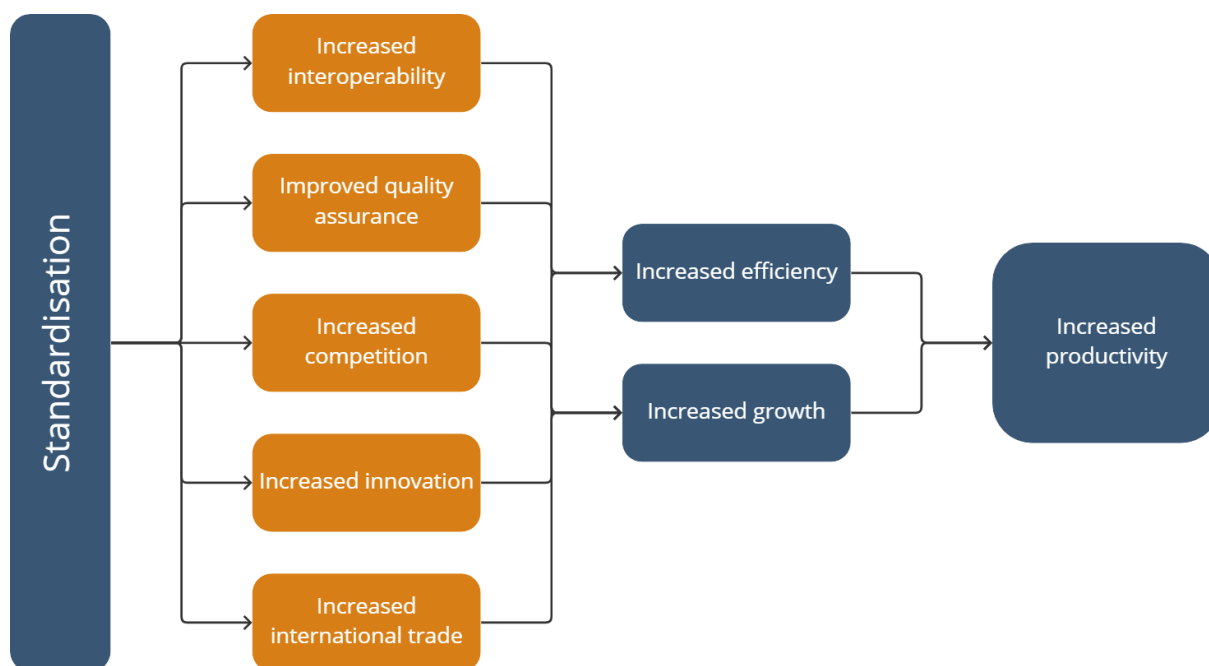 Standardisation
Increased
interoperability
Improved quality
assurance
Increased
competition
Increased innovation
Increased
international trade
Increased efficiency
Increased growth
Increased
productivity